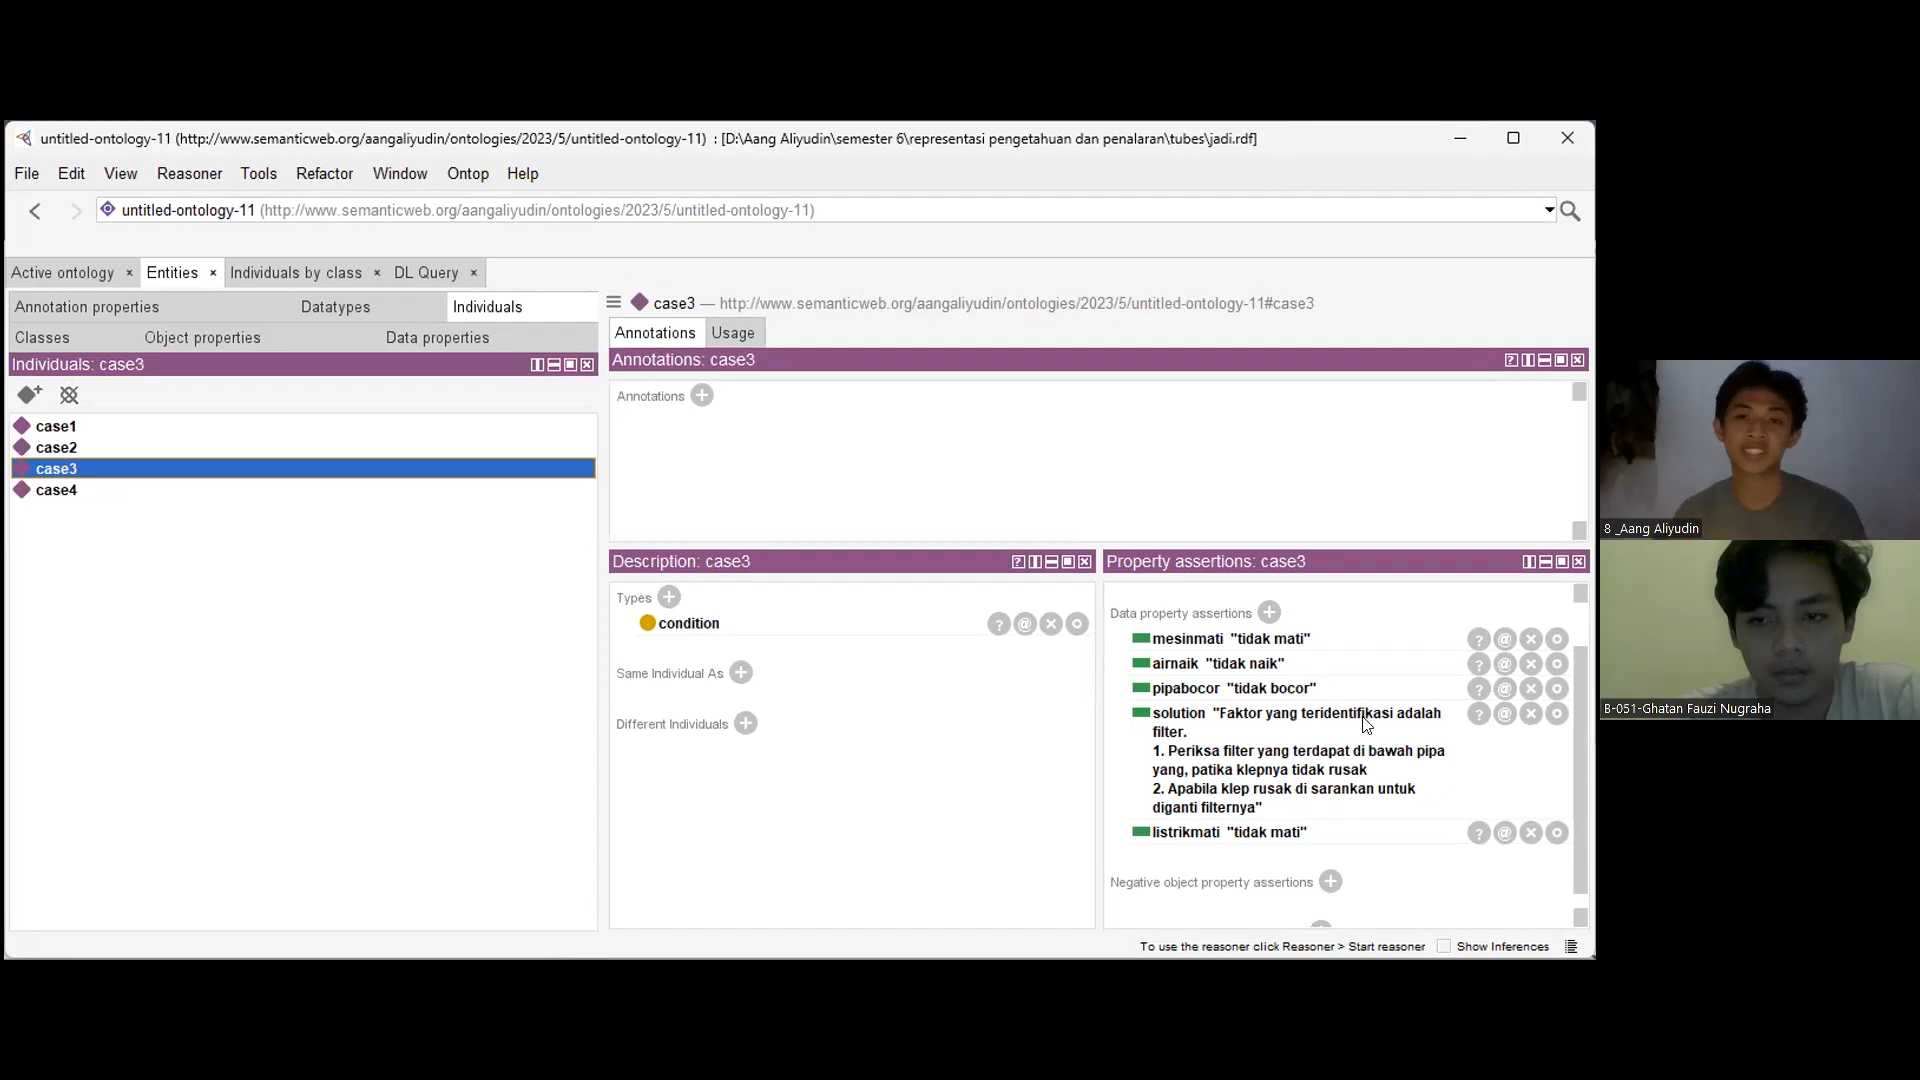 untitled-ontology-11 (http://www.semanticweb.org/aangaliyudin/ontologies/2023/5/untitled-ontology-11) : [D:\Aang Aliyudin\semester 6\representasi pengetahuan dan penalaran\tubes\jadi.rdf]
File Edit View Reasoner Tools Refactor Window Ontop Help
untitled-ontology-11 (http://www.semanticweb.org/aangaliyudin/ontologies/2023/5/untitled-ontology-11)
Active ontology × Entities × Individuals by class × DL Query ×
Annotation properties Datatypes Individuals
Classes Object properties Data properties
Individuals: case3
case1
case2
case3
case4
case3 — http://www.semanticweb.org/aangaliyudin/ontologies/2023/5/untitled-ontology-11#case3
Annotations Usage
Annotations: case3
Annotations
Description: case3
Types
condition
Same Individual As
Different Individuals
Property assertions: case3
Data property assertions
mesinmati "tidak mati"
airnaik "tidak naik"
pipabocor "tidak bocor"
solution "Faktor yang teridentifikasi adalah
filter.
1. Periksa filter yang terdapat di bawah pipa
yang, patika klepnya tidak rusak
2. Apabila klep rusak di sarankan untuk
diganti filternya"
listrikmati "tidak mati"
Negative object property assertions
To use the reasoner click Reasoner > Start reasoner Show Inferences
8 _Aang Aliyudin
B-051-Ghatan Fauzi Nugraha